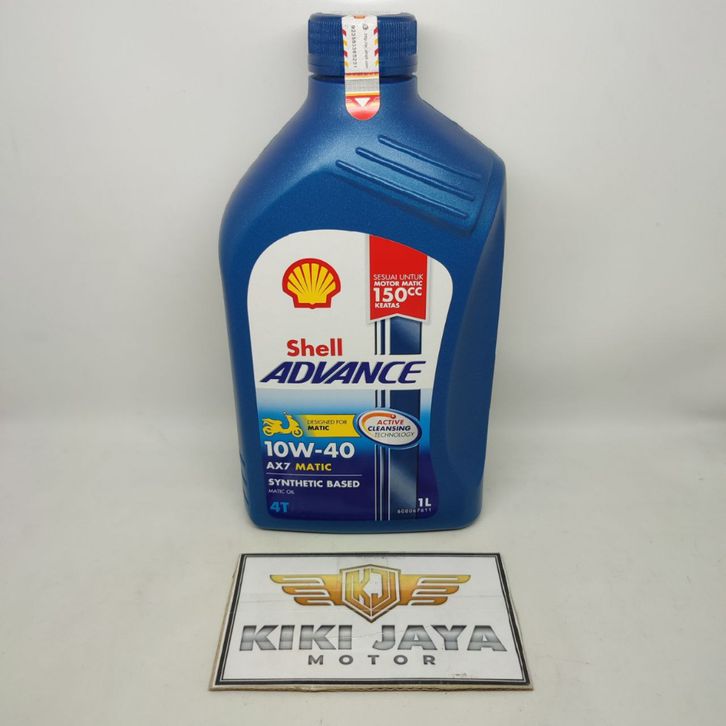 SESUAI UNTUK
MOTOR MATIC
150CC
KEATAS
Shell
ADVANCE
DESIGNED FOR
MATIC
ACTIVE
CLEANSING
TECHNOLOGY
10W-40
AX7 MATIC
SYNTHETIC BASED
MATIC OIL
4T
1L
KJ
KIKI JAYA
MOTOR